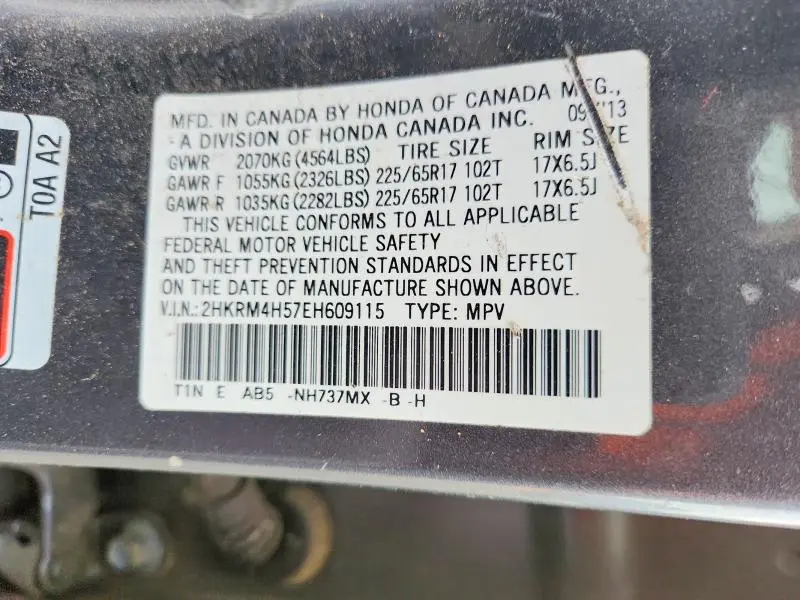 MFD. IN CANADA BY HONDA OF CANADA MFG.,
A DIVISION OF HONDA CANADA INC. 09/13
GVWR 2070KG (4564LBS) TIRE SIZE RIM SIZE
GAWR F 1055KG (2326LBS) 225/65R17 102T 17X6.5J
GAWR R 1035KG (2282LBS) 225/65R17 102T 17X6.5J
THIS VEHICLE CONFORMS TO ALL APPLICABLE
FEDERAL MOTOR VEHICLE SAFETY
AND THEFT PREVENTION STANDARDS IN EFFECT
ON THE DATE OF MANUFACTURE SHOWN ABOVE.
V.I.N.: 2HKRM4H57EH609115 TYPE: MPV
T1N E AB5 -NH737MX -B -H
T0A A2